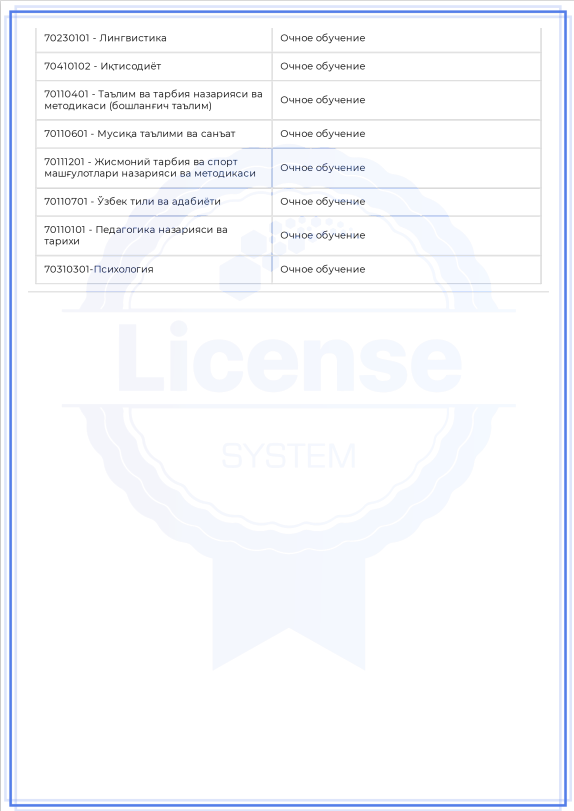 70230101 - Лингвистика
Очное обучение
70410102 - Иқтисодиёт
Очное обучение
70110401 - Таълим ва тарбия назарияси ва
методикаси (бошланғич таълим)
Очное обучение
70110601 - Мусиқа таълими ва санъат
Очное обучение
70111201 - Жисмоний тарбия ва спорт
машғулотлари назарияси ва методикаси
Очное обучение
70110701 - Ўзбек тили ва адабиёти
Очное обучение
70110101 - Педагогика назарияси ва
тарихи
Очное обучение
70310301-Психология
Очное обучение
License
SYSTEM